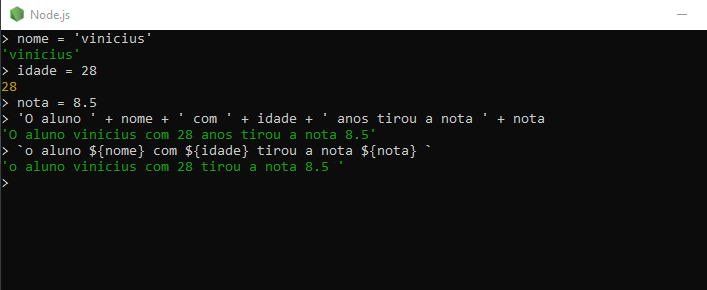 Node.js
> nome = 'vinicius'
'vinicius'
> idade = 28
28
> nota = 8.5
> 'O aluno ' + nome + ' com ' + idade + ' anos tirou a nota ' + nota
'O aluno vinicius com 28 anos tirou a nota 8.5'
> `o aluno ${nome} com ${idade} tirou a nota ${nota} `
'o aluno vinicius com 28 tirou a nota 8.5 '
>